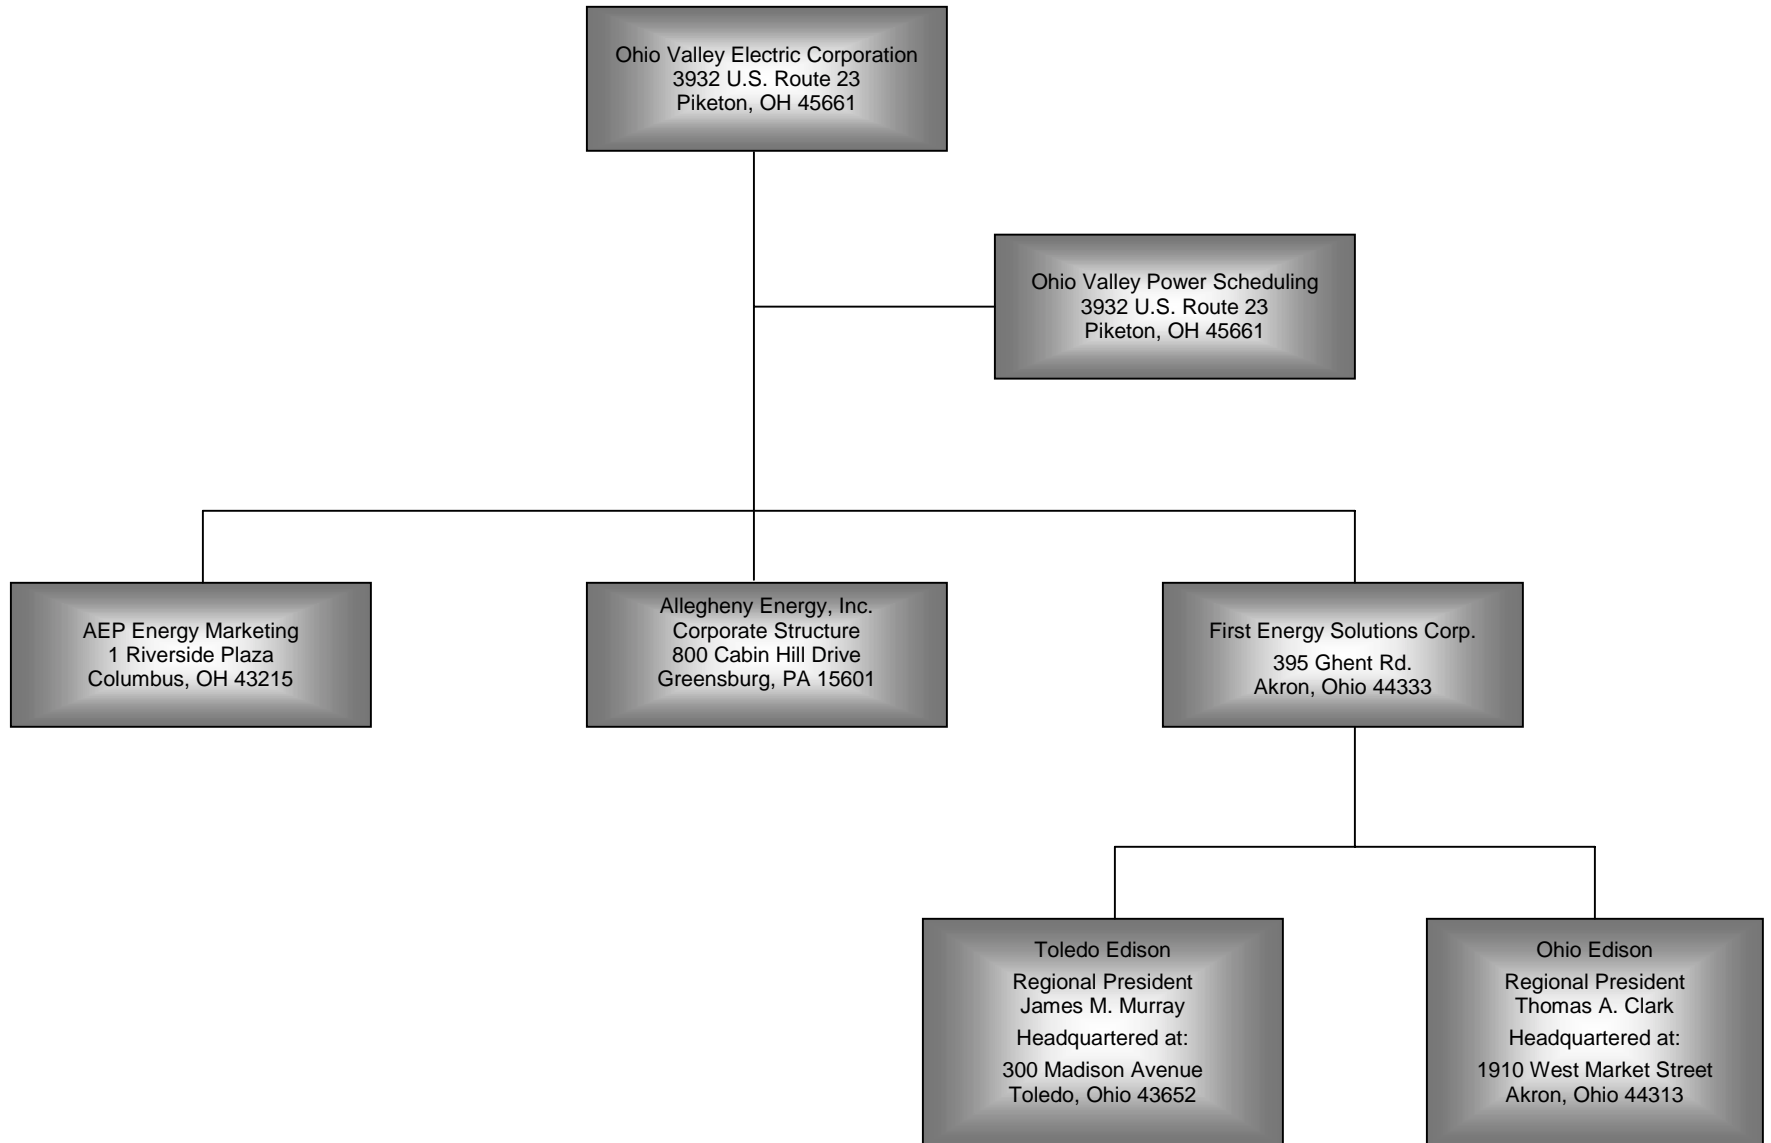 Ohio Valley Electric Corporation
3932 U.S. Route 23
Piketon, OH 45661
Ohio Valley Power Scheduling
3932 U.S. Route 23
Piketon, OH 45661
AEP Energy Marketing
1 Riverside Plaza
Columbus, OH 43215
Allegheny Energy, Inc.
Corporate Structure
800 Cabin Hill Drive
Greensburg, PA 15601
First Energy Solutions Corp.
395 Ghent Rd.
Akron, Ohio 44333
Toledo Edison
Regional President
James M. Murray
Headquartered at:
300 Madison Avenue
Toledo, Ohio 43652
Ohio Edison
Regional President
Thomas A. Clark
Headquartered at:
1910 West Market Street
Akron, Ohio 44313